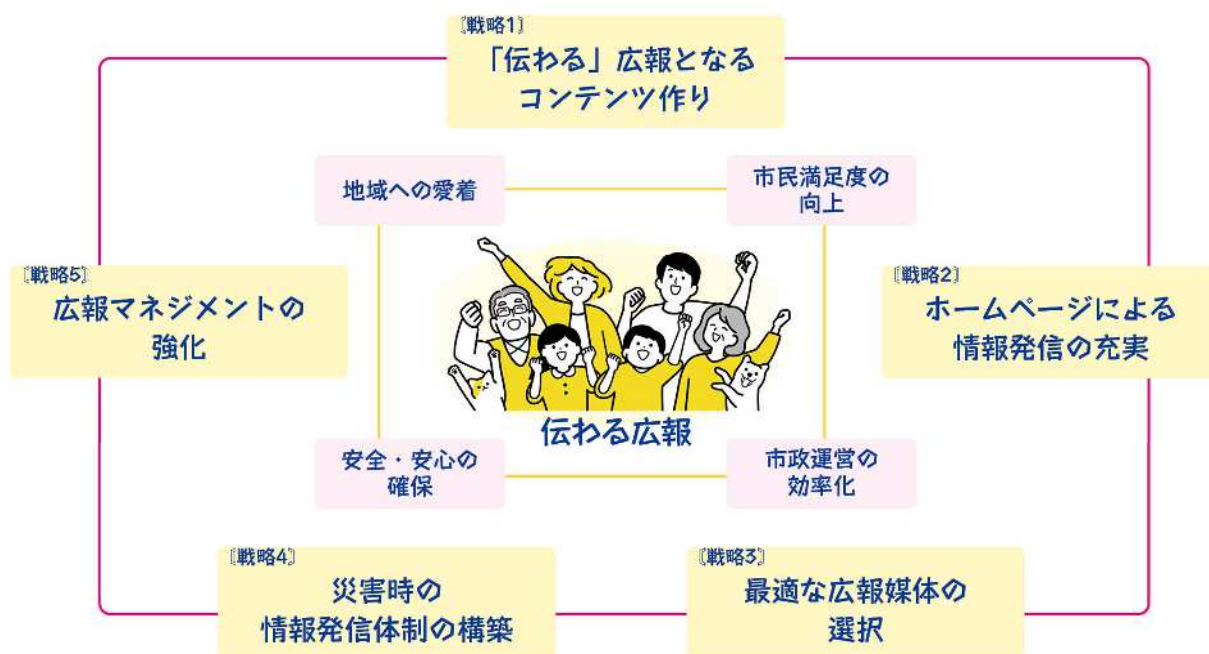 〔戦略1〕
「伝わる」広報となる
コンテンツ作り
地域への愛着
市民満足度の
向上
〔戦略5〕
広報マネジメントの
強化
〔戦略2〕
ホームページによる
情報発信の充実
伝わる広報
安全・安心の
確保
市政運営の
効率化
〔戦略4〕
災害時の
情報発信体制の構築
〔戦略3〕
最適な広報媒体の
選択